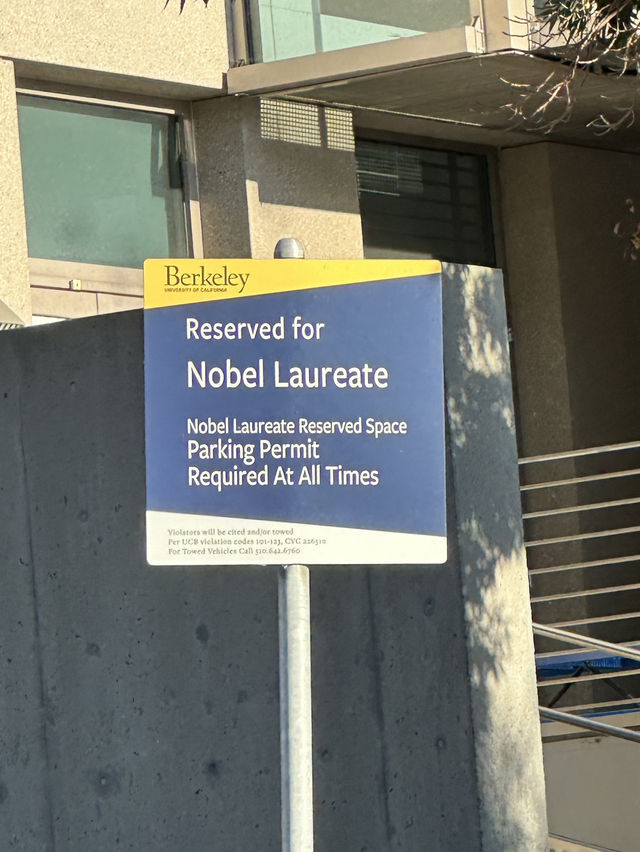 Berkeley
UNIVERSITY OF CALIFORNIA
Reserved for
Nobel Laureate
Nobel Laureate Reserved Space
Parking Permit
Required At All Times
Violators will be cited and/or towed
Per UCB violation codes 101-123, CVC 22651o
For Towed Vehicles Call 510.642.6760